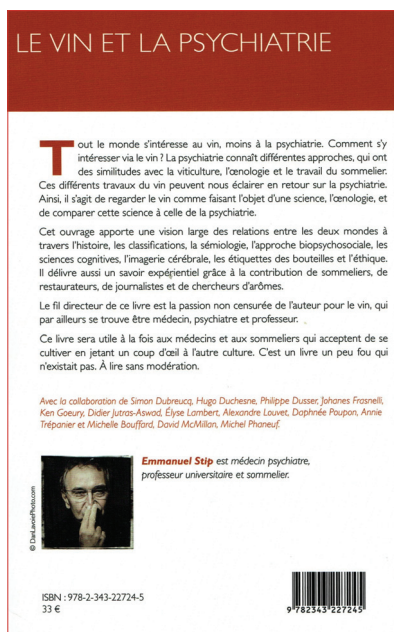 LE VIN ET LA PSYCHIATRIE
Tout le monde s'intéresse au vin, moins à la psychiatrie. Comment s'y
intéresser via le vin ? La psychiatrie connaît différentes approches, qui ont
des similitudes avec la viticulture, l'œnologie et le travail du sommelier.
Ces différents travaux du vin peuvent nous éclairer en retour sur la psychiatrie.
Ainsi, il s'agit de regarder le vin comme faisant l'objet d'une science, l'œnologie, et
de comparer cette science à celle de la psychiatrie.
Cet ouvrage apporte une vision large des relations entre les deux mondes à
travers l'histoire, les classifications, la sémiologie, l'approche biopsychosociale, les
sciences cognitives, l'imagerie cérébrale, les étiquettes des bouteilles et l'éthique.
Il délivre aussi un savoir expérientiel grâce à la contribution de sommeliers, de
restaurateurs, de journalistes et de chercheurs d'arômes.
Le fil directeur de ce livre est la passion non censurée de l'auteur pour le vin, qui
par ailleurs se trouve être médecin, psychiatre et professeur.
Ce livre sera utile à la fois aux médecins et aux sommeliers qui acceptent de se
cultiver en jetant un coup d'œil à l'autre culture. C'est un livre un peu fou qui
n'existait pas. À lire sans modération.
Avec la collaboration de Simon Dubreucq, Hugo Duchesne, Philippe Dusser, Johanes Frasnelli,
Ken Goeury, Didier Jutras-Aswad, Élyse Lambert, Alexandre Louvet, Daphnée Poupon, Annie
Trépanier et Michelle Bouffard, David McMillan, Michel Phaneuf.
Emmanuel Stip est médecin psychiatre,
professeur universitaire et sommelier.
© DanLavoiePhoto.com
ISBN : 978-2-343-22724-5
33 €
9 782343 227245